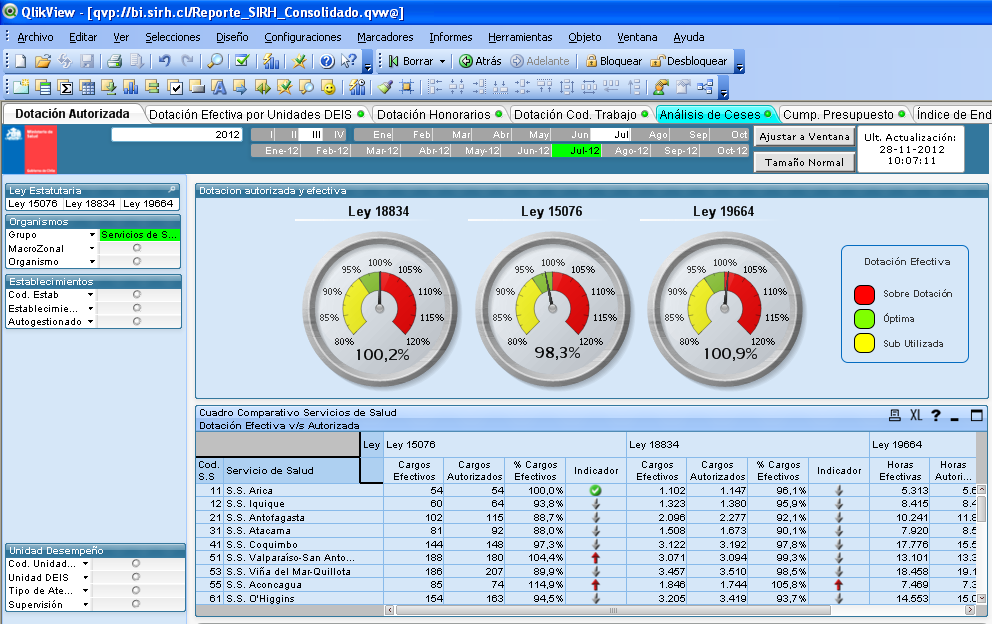 QlikView - [qvp://bi.sirh.cl/Reporte_SIRH_Consolidado.qvw@]
Archivo Editar Ver Selecciones Diseño Configuraciones Marcadores Informes Herramientas Objeto Ventana Ayuda
Borrar Atrás Adelante Bloquear Desbloquear
Dotación Autorizada Dotación Efectiva por Unidades DEIS Dotación Honorarios Dotación Cod. Trabajo Análisis de Ceses Cump. Presupuesto Índice de End
2012 I II III IV Ene Feb Mar Abr May Jun Jul Ago Sep Oct
Ene-12 Feb-12 Mar-12 Abr-12 May-12 Jun-12 Jul-12 Ago-12 Sep-12 Oct-12
Ajustar a Ventana
Tamaño Normal
Ult. Actualización:
28-11-2012
10:07:11
Ley Estatutaria
Ley 15076 Ley 18834 Ley 19664
Organismos
Grupo Servicios de S...
MacroZonal
Organismo
Establecimientos
Cod. Estab
Establecimie...
Autogestionado
Unidad Desempeño
Cod. Unidad...
Unidad DEIS
Tipo de Ate...
Supervisión
Dotacion autorizada y efectiva
Ley 18834 Ley 15076 Ley 19664
80% 85% 90% 95% 100% 105% 110% 115% 120%
100,2%
80% 85% 90% 95% 100% 105% 110% 115% 120%
98,3%
80% 85% 90% 95% 100% 105% 110% 115% 120%
100,9%
Dotación Efectiva
Sobre Dotación
Óptima
Sub Utilizada
Cuadro Comparativo Servicios de Salud
Dotación Efectiva v/s Autorizada
XL ?
Ley Ley 15076 Ley 18834 Ley 19664
Cod. S.S Servicio de Salud Cargos Efectivos Cargos Autorizados % Cargos Efectivos Indicador Cargos Efectivos Cargos Autorizados % Cargos Efectivos Indicador Horas Efectivos Horas Autori...
11 S.S. Arica 54 54 100,0% 1.102 1.147 96,1% 5.313 5.6
12 S.S. Iquique 60 64 93,8% 1.323 1.380 95,9% 8.415 8.4
21 S.S. Antofagasta 102 115 88,7% 2.096 2.277 92,1% 10.241 11.8
31 S.S. Atacama 81 92 88,0% 1.508 1.673 90,1% 7.920 8.5
41 S.S. Coquimbo 144 148 97,3% 3.122 3.192 97,8% 17.776 15.5
51 S.S. Valparaíso-San Anto... 188 180 104,4% 3.071 3.094 99,3% 13.101 13.3
53 S.S. Viña del Mar-Quillota 186 207 89,9% 3.457 3.510 98,5% 18.458 19.1
55 S.S. Aconcagua 85 74 114,9% 1.846 1.744 105,8% 7.469 7.3
61 S.S. O'Higgins 154 163 94,5% 3.205 3.419 93,7% 14.553 15.0